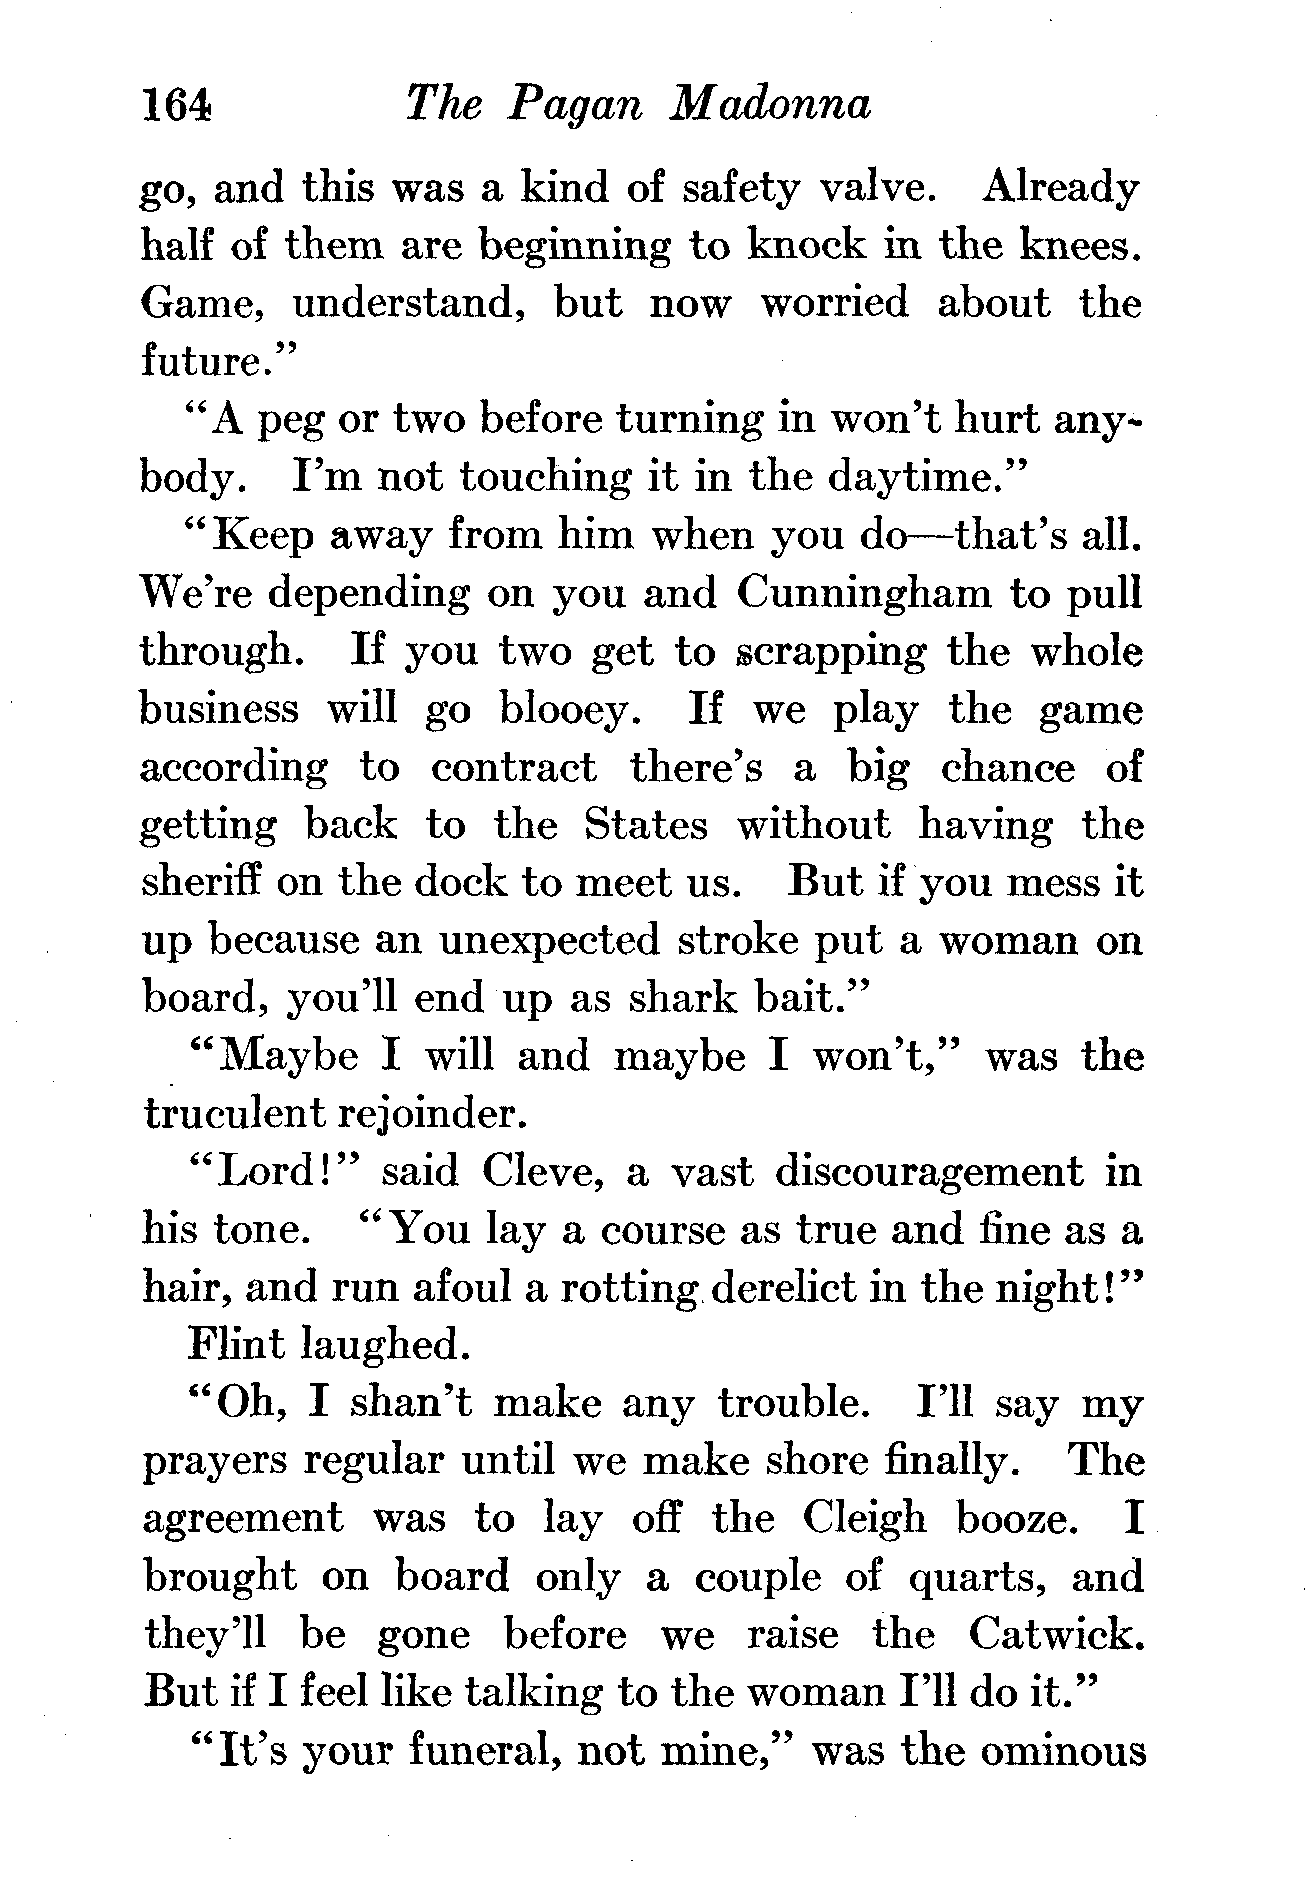 164 The Pagan Madonna
go, and this was a kind of safety valve. Already
half of them are beginning to knock in the knees.
Game, understand, but now worried about the
future.”
“A peg or two before turning in won’t hurt any-
body. I’m not touching it in the daytime.”
“Keep away from him when you do—that’s all.
We’re depending on you and Cunningham to pull
through. If you two get to scrapping the whole
business will go blooey. If we play the game
according to contract there’s a big chance of
getting back to the States without having the
sheriff on the dock to meet us. But if you mess it
up because an unexpected stroke put a woman on
board, you’ll end up as shark bait.”
“Maybe I will and maybe I won’t,” was the
truculent rejoinder.
“Lord!” said Cleve, a vast discouragement in
his tone. “You lay a course as true and fine as a
hair, and run afoul a rotting derelict in the night!”
Flint laughed.
“Oh, I shan’t make any trouble. I’ll say my
prayers regular until we make shore finally. The
agreement was to lay off the Cleigh booze. I
brought on board only a couple of quarts, and
they’ll be gone before we raise the Catwick.
But if I feel like talking to the woman I’ll do it.”
“It’s your funeral, not mine,” was the ominous